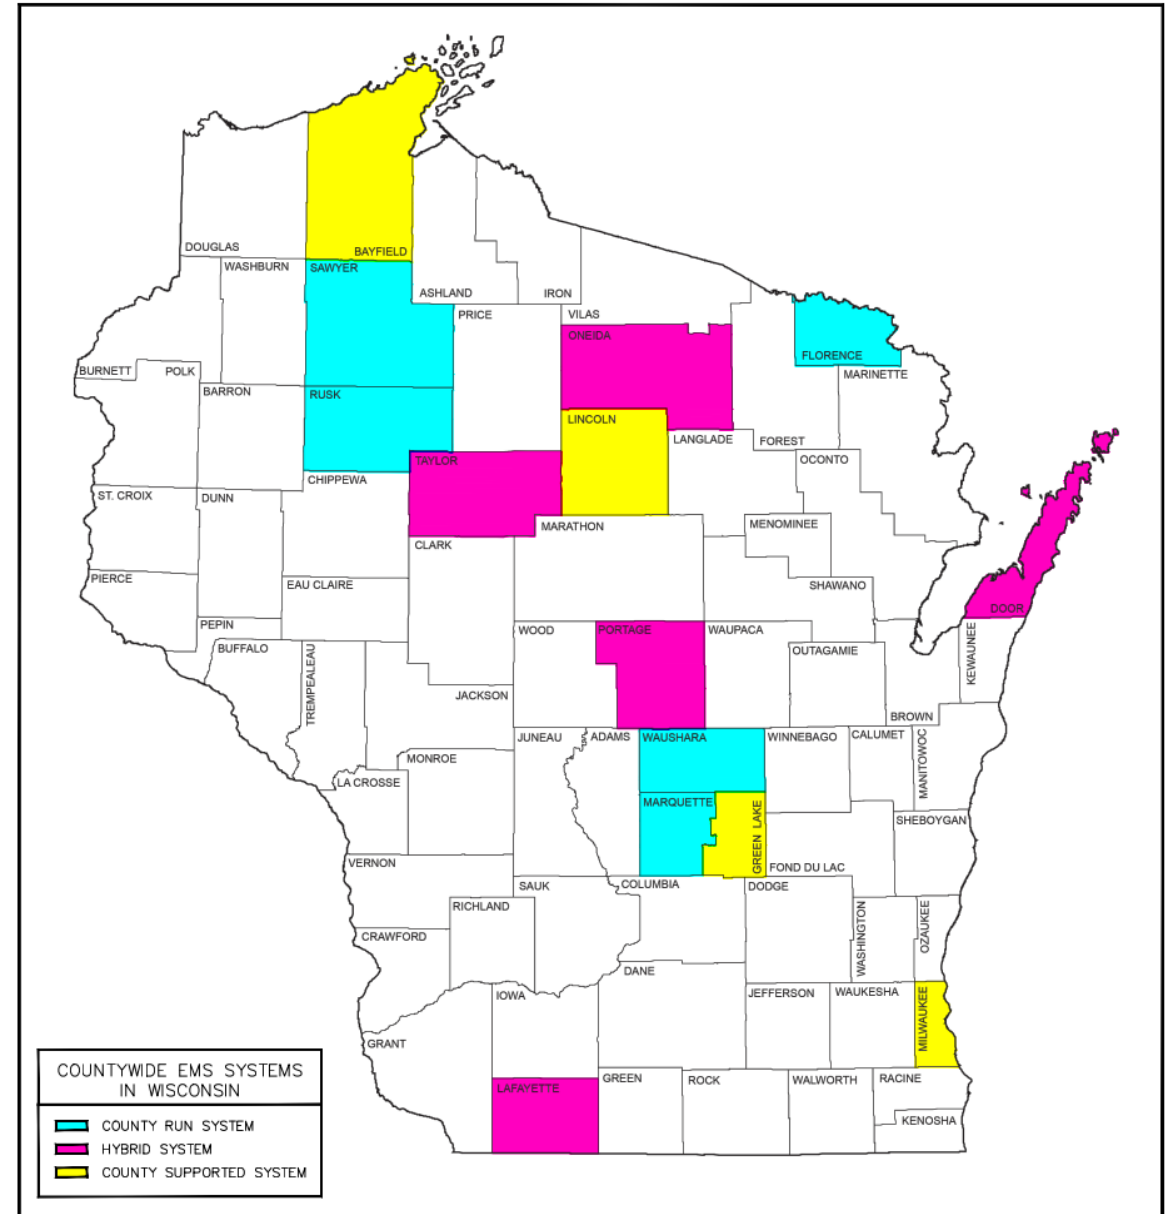 DOUGLAS
BAYFIELD
WASHBURN
SAWYER
ASHLAND
IRON
PRICE
VILAS
ONEIDA
FLORENCE
MARINETTE
BURNETT
POLK
BARRON
RUSK
LINCOLN
LANGLADE
FOREST
OCONTO
TAYLOR
CHIPPEWA
ST. CROIX
DUNN
MARATHON
MENOMINEE
CLARK
PIERCE
EAU CLAIRE
SHAWANO
DOOR
PEPIN
WOOD
PORTAGE
WAUPACA
OUTAGAMIE
KEWAUNEE
BUFFALO
TREMPEALEAU
JACKSON
BROWN
JUNEAU
ADAMS
WAUSHARA
WINNEBAGO
CALUMET
MANITOWOC
MONROE
LA CROSSE
MARQUETTE
GREEN LAKE
SHEBOYGAN
VERNON
FOND DU LAC
SAUK
COLUMBIA
DODGE
RICHLAND
WASHINGTON
OZAUKEE
CRAWFORD
DANE
IOWA
JEFFERSON
WAUKESHA
MILWAUKEE
GRANT
LAFAYETTE
GREEN
ROCK
WALWORTH
RACINE
KENOSHA
COUNTYWIDE EMS SYSTEMS
IN WISCONSIN
COUNTY RUN SYSTEM
HYBRID SYSTEM
COUNTY SUPPORTED SYSTEM